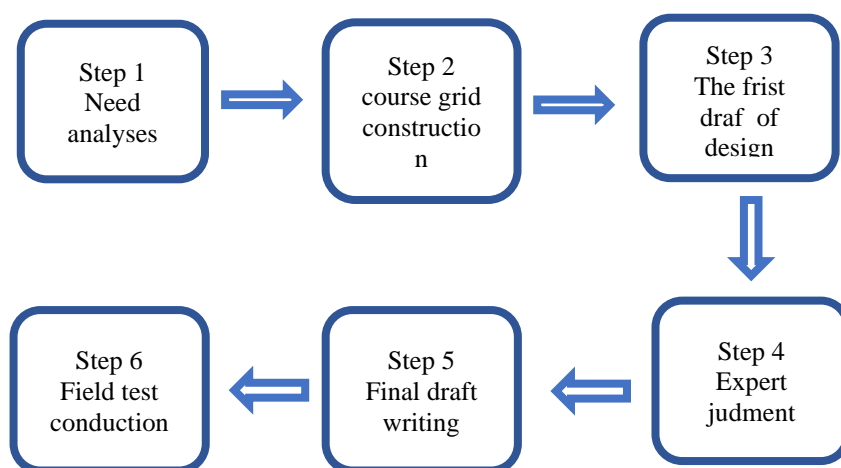 Step 1
Need
analyses
Step 2
course grid
constructio
n
Step 3
The frist
draf of
design
Step 4
Expert
judgment
Step 5
Final draft
writing
Step 6
Field test
conduction